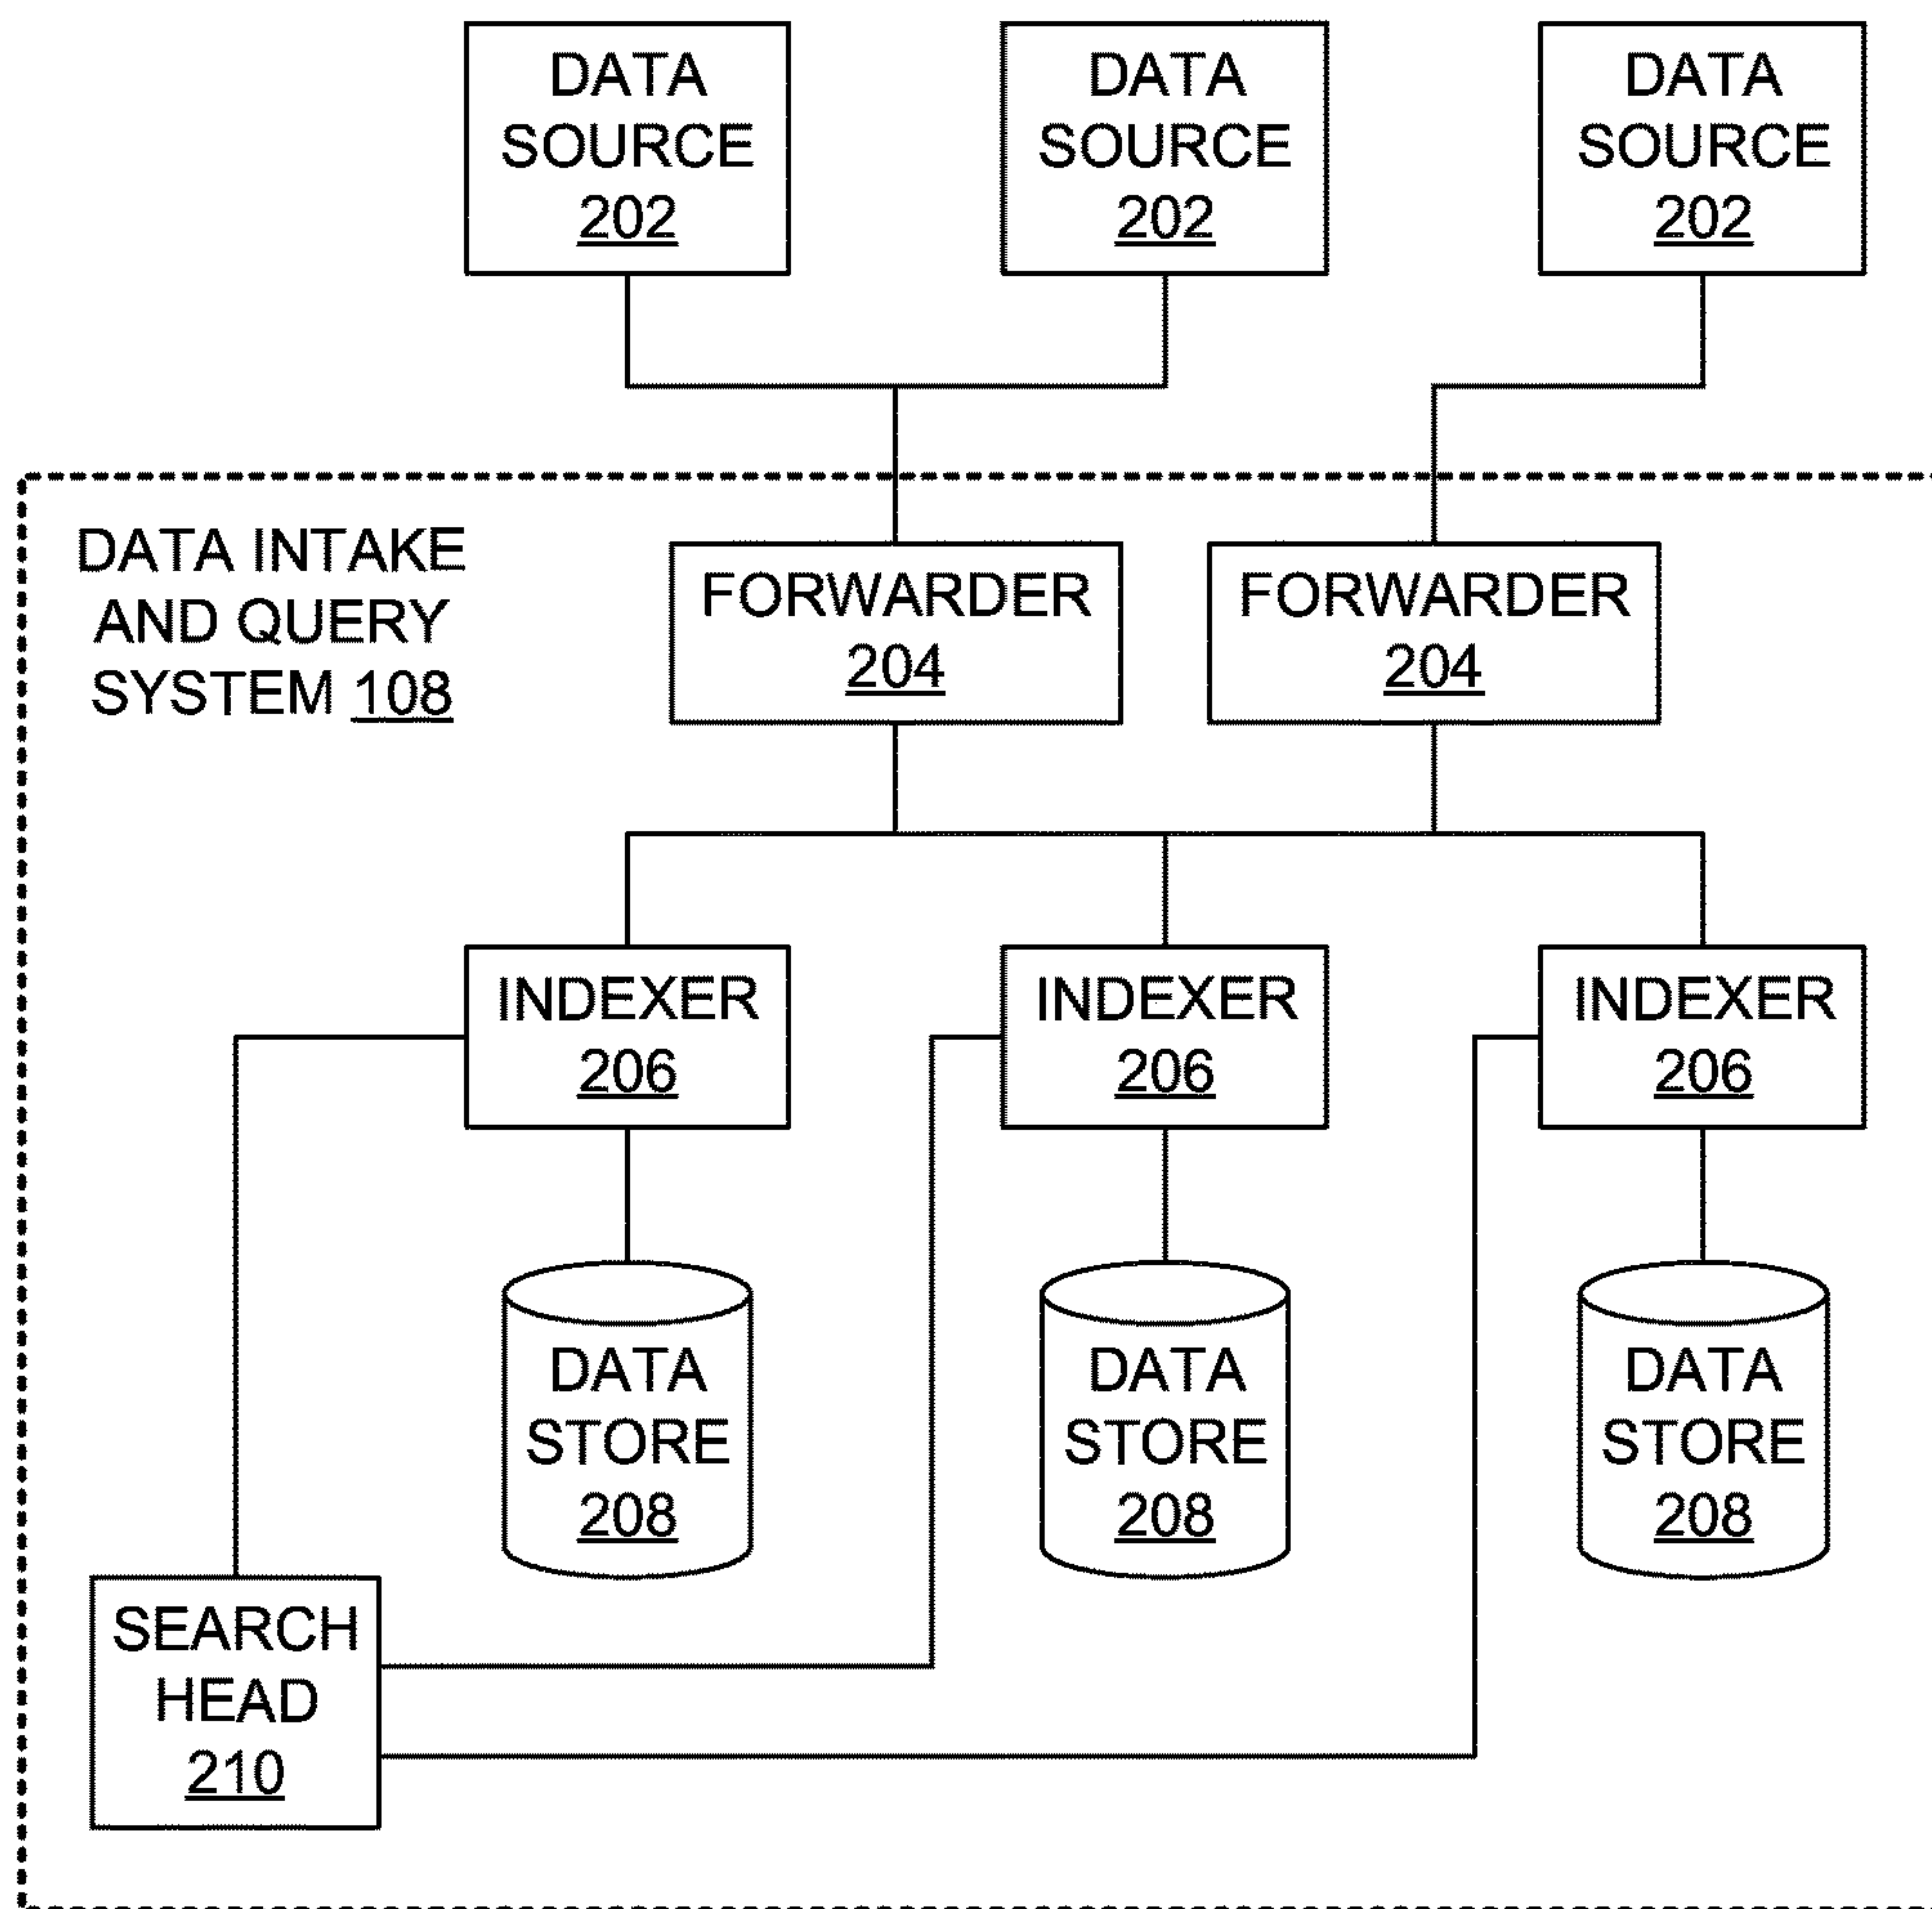 DATA
SOURCE
202
DATA
SOURCE
202
DATA
SOURCE
202
DATA INTAKE
AND QUERY
SYSTEM 108
FORWARDER
204
FORWARDER
204
INDEXER
206
INDEXER
206
INDEXER
206
DATA
STORE
208
DATA
STORE
208
DATA
STORE
208
SEARCH
HEAD
210